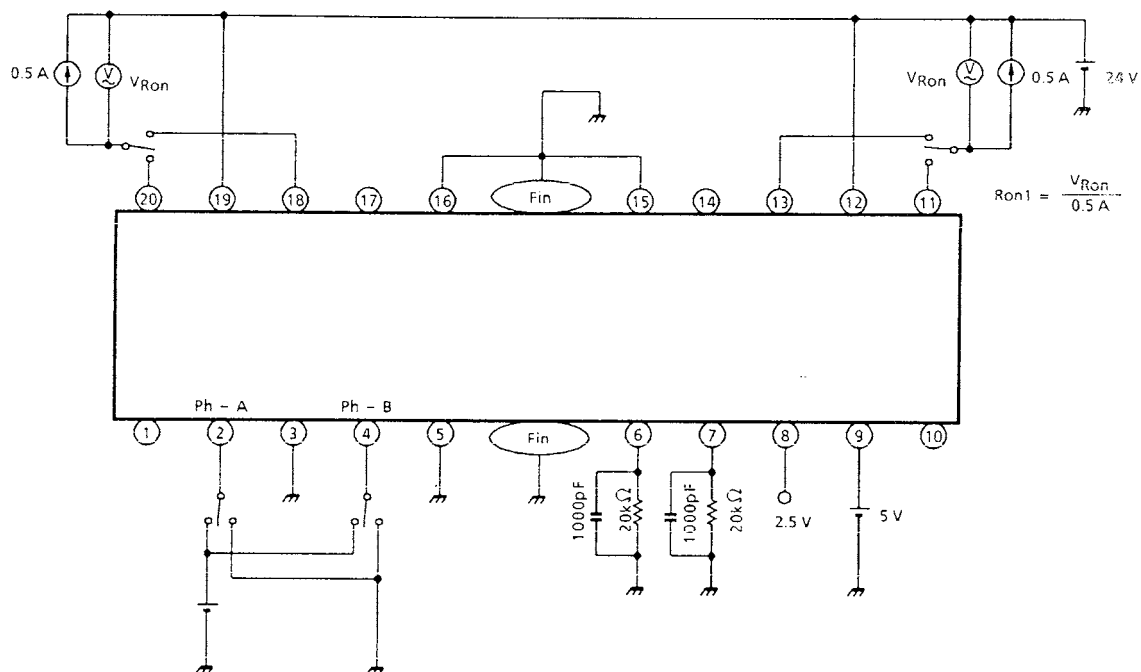 0.5 A
V
VRon
VRon
V
0.5 A
24 V
20
19
18
17
16
Fin
15
14
13
12
11
Ron1 = VRon / 0.5 A
Ph – A
Ph – B
1
2
3
4
5
Fin
6
7
8
9
10
1000pF
20kΩ
1000pF
20kΩ
2.5 V
5 V